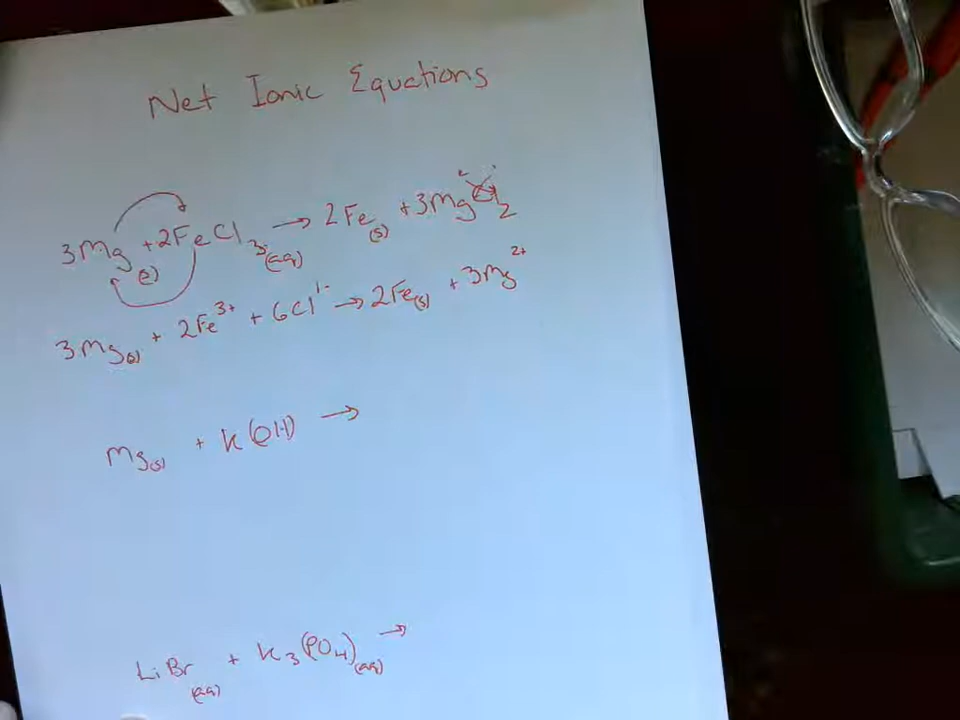 Net Ionic Equations
3Mg(s) + 2FeCl3(aq) → 2Fe(s) + 3MgCl2
3Mg(s) + 2Fe3+ + 6Cl1- → 2Fe(s) + 3Mg2+
Mg(s) + K(OH) →
LiBr(aq) + K3(PO4)(aq) →